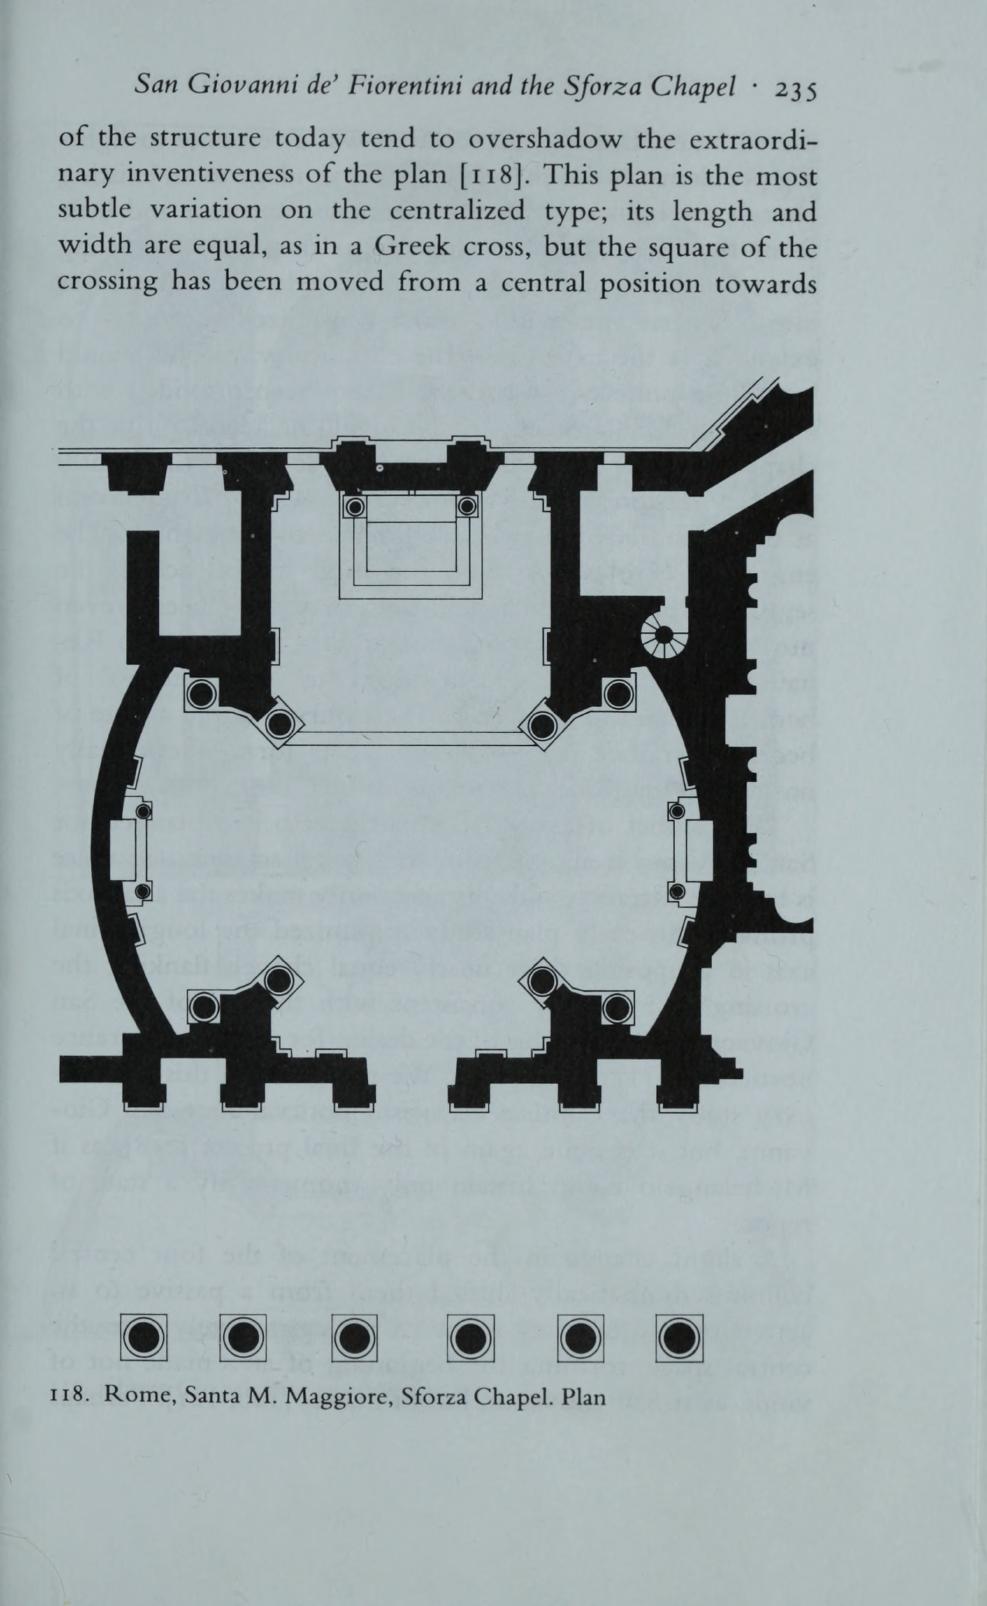 San Giovanni de' Fiorentini and the Sforza Chapel · 235
of the structure today tend to overshadow the extraordi-
nary inventiveness of the plan [118]. This plan is the most
subtle variation on the centralized type; its length and
width are equal, as in a Greek cross, but the square of the
crossing has been moved from a central position towards
118. Rome, Santa M. Maggiore, Sforza Chapel. Plan